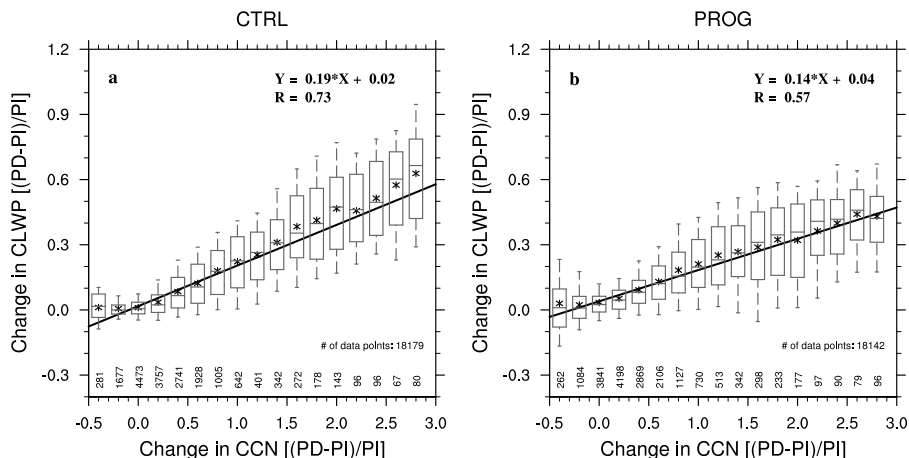 CTRL
PROG
1.2
0.9
0.6
0.3
0.0
-0.3
Change in CLWP [(PD-PI)/PI]
a
Y = 0.19*X + 0.02
R = 0.73
# of data points: 18179
281 1677 4473 3757 2741 1928 1005 642 401 342 272 178 143 96 96 67 80
-0.5 0.0 0.5 1.0 1.5 2.0 2.5 3.0
Change in CCN [(PD-PI)/PI]
1.2
0.9
0.6
0.3
0.0
-0.3
Change in CLWP [(PD-PI)/PI]
b
Y = 0.14*X + 0.04
R = 0.57
# of data points: 18142
262 1084 3841 4198 2869 2106 1127 730 513 342 298 233 177 97 90 79 96
-0.5 0.0 0.5 1.0 1.5 2.0 2.5 3.0
Change in CCN [(PD-PI)/PI]